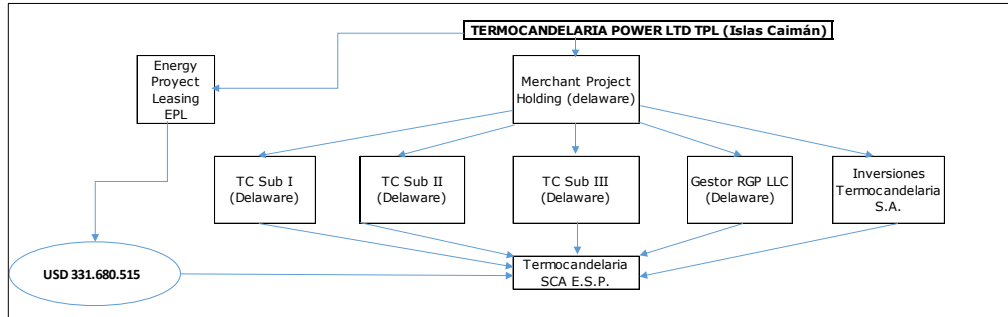 TERMOCANDELARIA POWER LTD TPL (Islas Caimán)
Energy
Proyect
Leasing
EPL
Merchant Project
Holding (delaware)
TC Sub I
(Delaware)
TC Sub II
(Delaware)
TC Sub III
(Delaware)
Gestor RGP LLC
(Delaware)
Inversiones
Termocandelaria
S.A.
USD 331.680.515
Termocandelaria
SCA E.S.P.